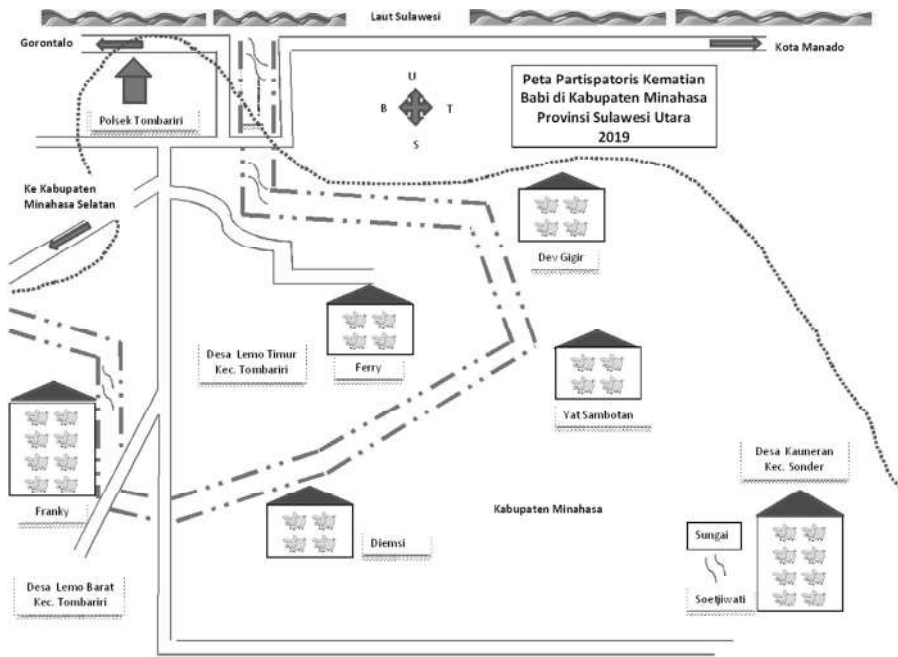 Laut Sulawesi
Gorontalo
Kota Manado
Peta Partispatoris Kematian
Babi di Kabupaten Minahasa
Provinsi Sulawesi Utara
2019
U
B
T
S
Polsek Tombariri
Ke Kabupaten
Minahasa Selatan
Dev Gigir
Desa Lemo Timur
Kec. Tombariri
Ferry
Yat Sambotan
Desa Kauneran
Kec. Sonder
Franky
Diemsi
Kabupaten Minahasa
Sungai
Soetjiwati
Desa Lemo Barat
Kec. Tombariri